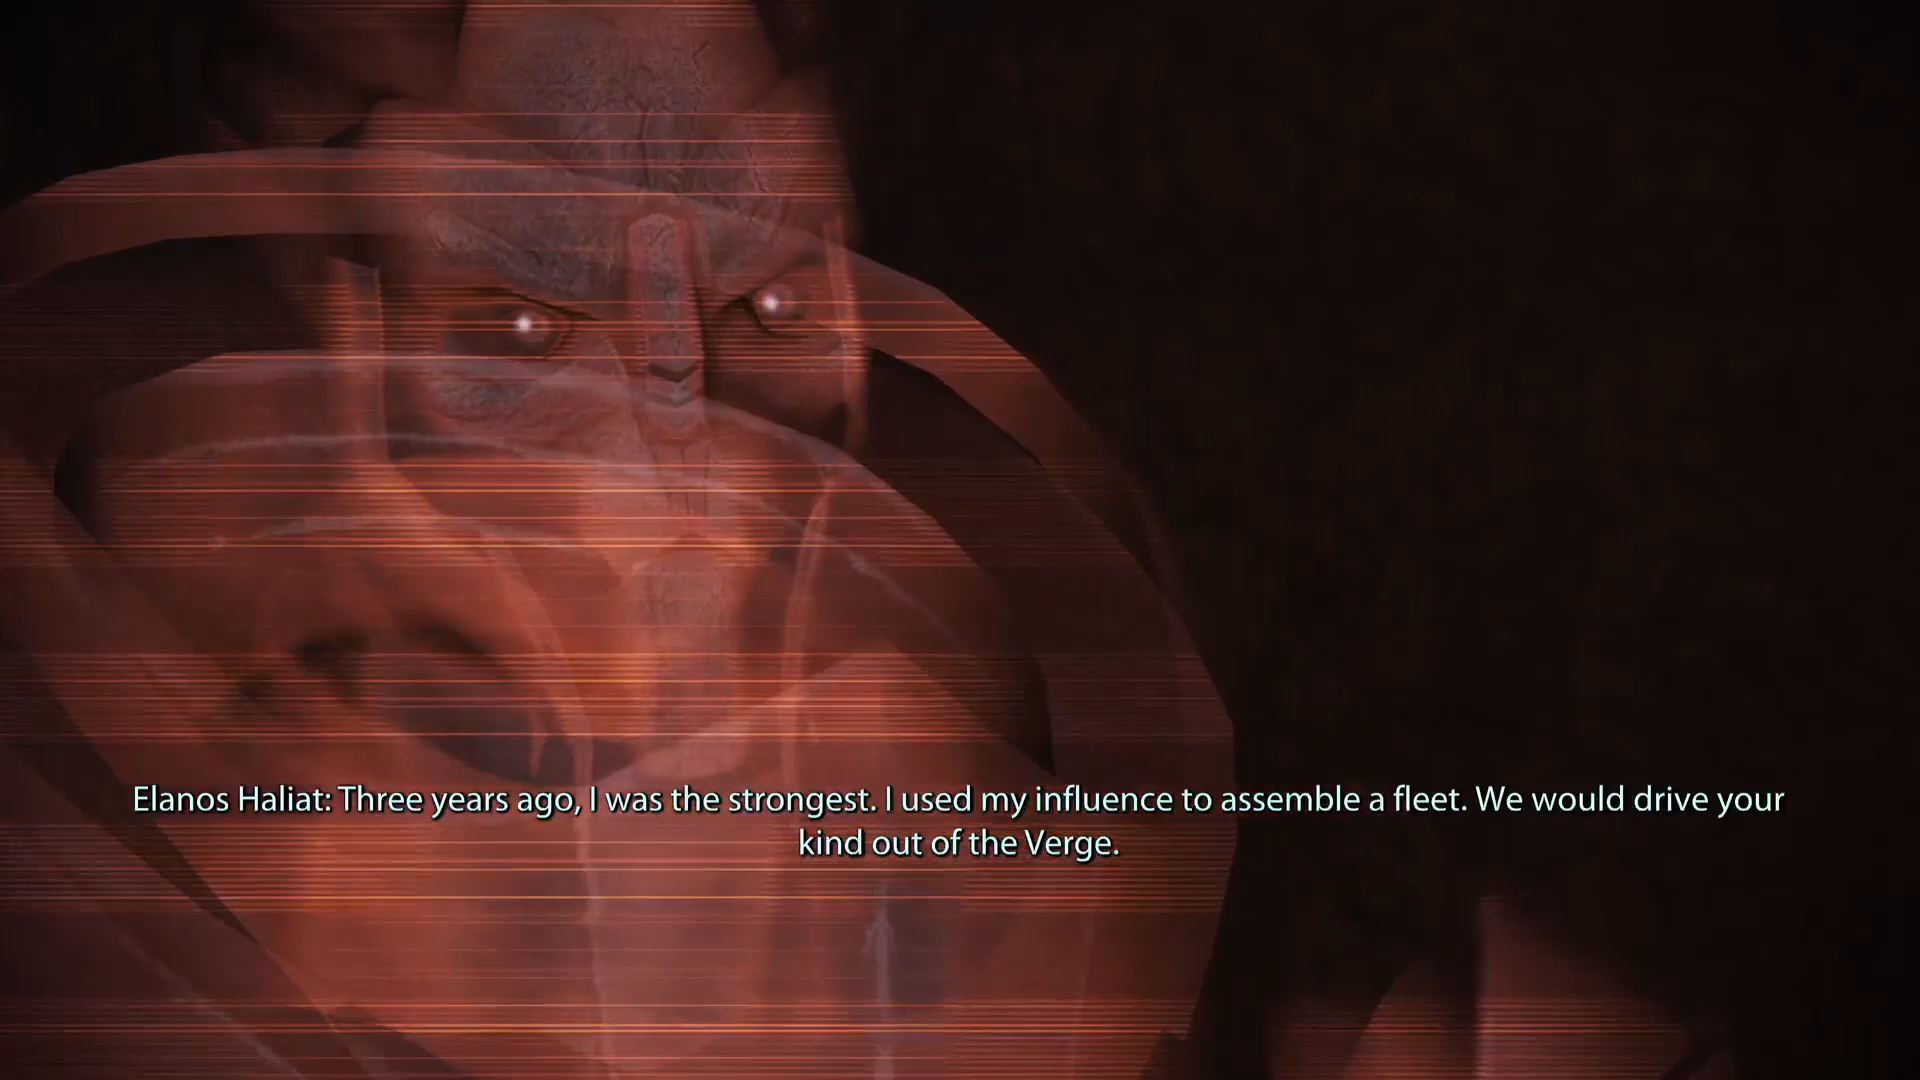 Elanos Haliat: Three years ago, I was the strongest. I used my influence to assemble a fleet. We would drive your
kind out of the Verge.